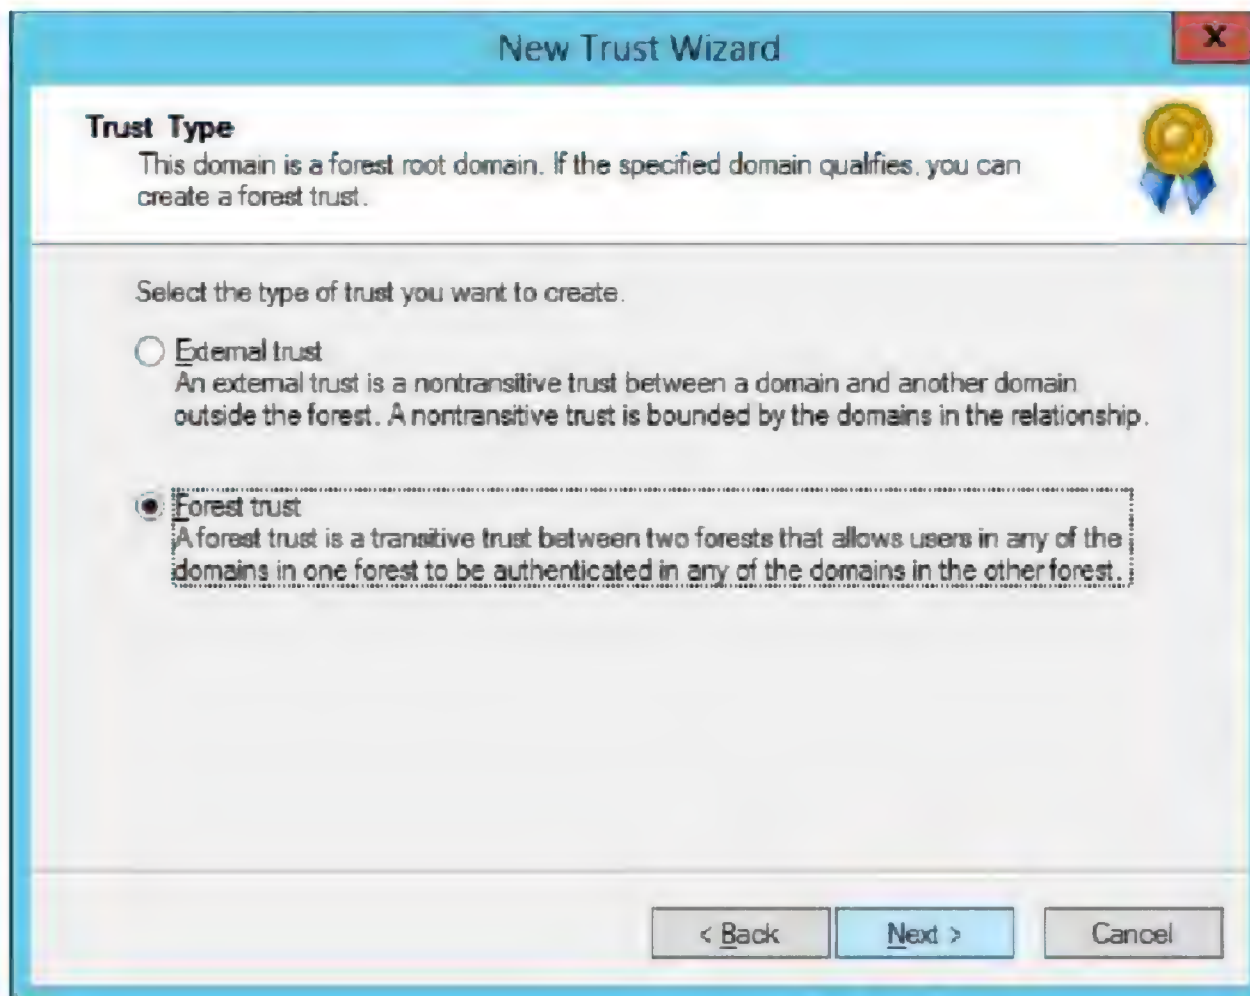 New Trust Wizard
x
Trust Type
This domain is a forest root domain. If the specified domain qualifies, you can
create a forest trust.
Select the type of trust you want to create.
External trust
An external trust is a nontransitive trust between a domain and another domain
outside the forest. A nontransitive trust is bounded by the domains in the relationship.
Forest trust
A forest trust is a transitive trust between two forests that allows users in any of the
domains in one forest to be authenticated in any of the domains in the other forest.
< Back
Next >
Cancel